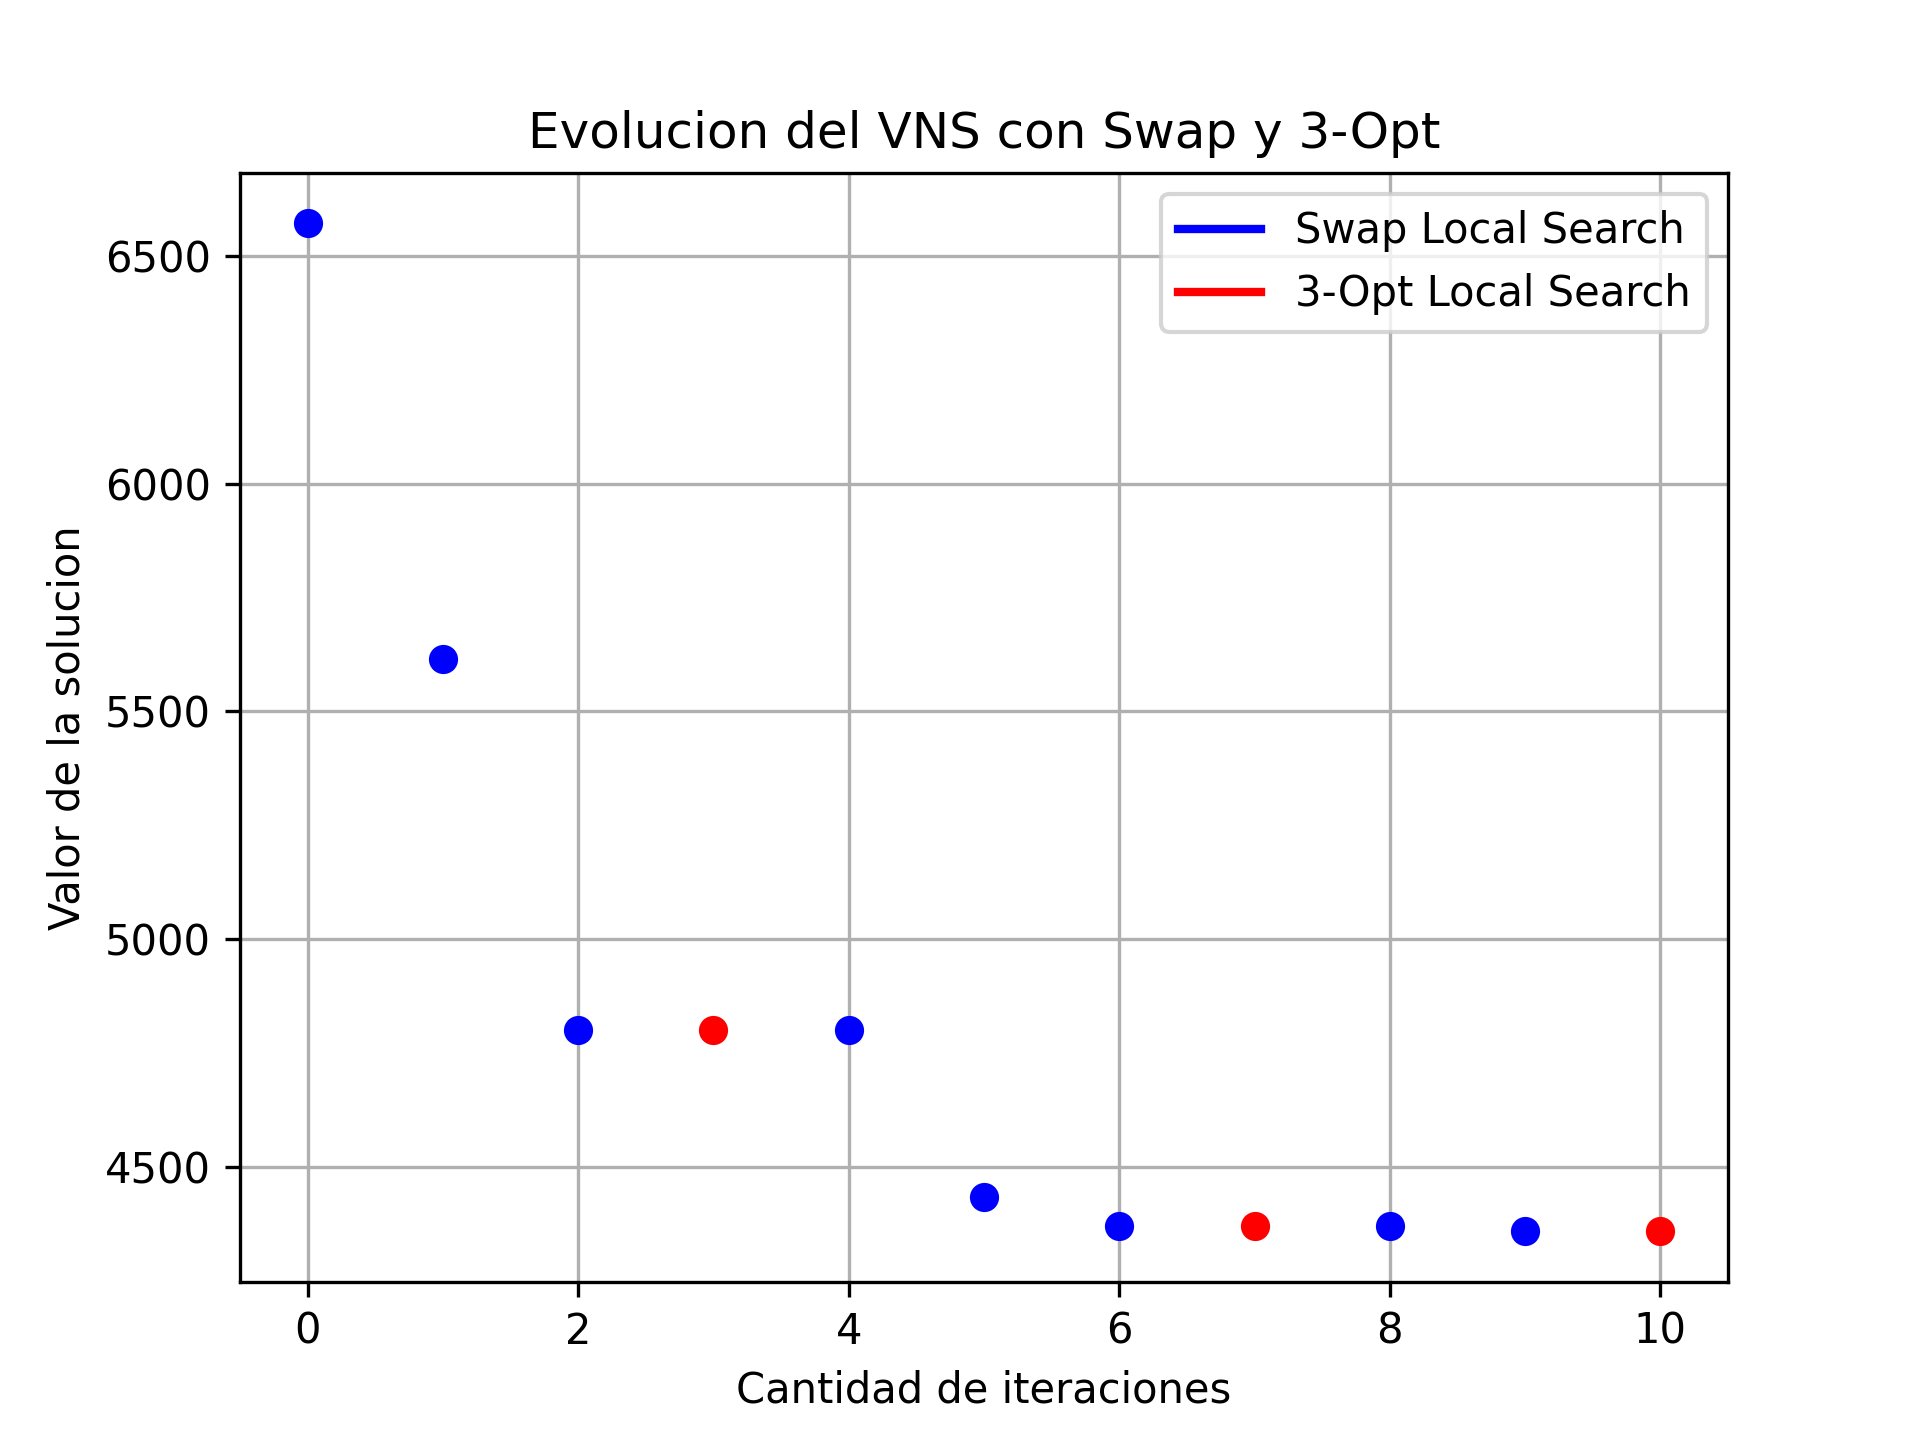 Evolucion del VNS con Swap y 3-Opt
Swap Local Search
3-Opt Local Search
6500
6000
5500
5000
4500
Valor de la solucion
0 2 4 6 8 10
Cantidad de iteraciones